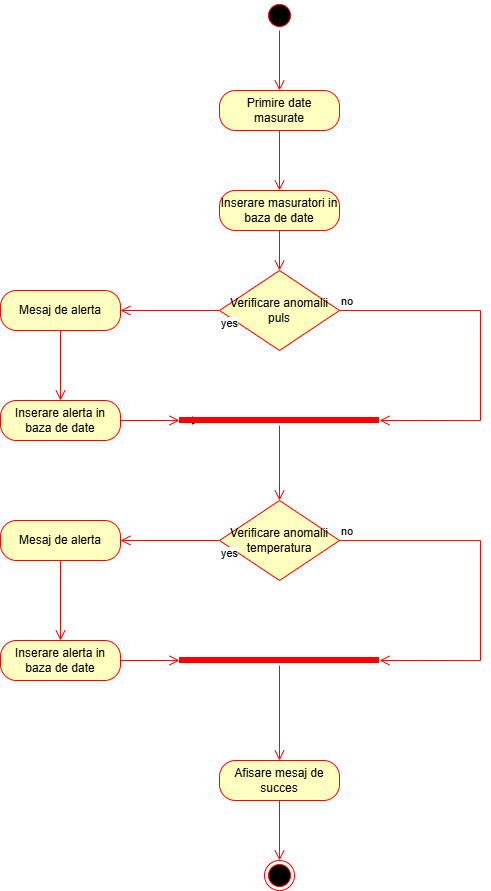 Primire date
masurate
Inserare masuratori in
baza de date
Verificare anomalii
puls
no
yes
Mesaj de alerta
Inserare alerta in
baza de date
Verificare anomalii
temperatura
no
yes
Mesaj de alerta
Inserare alerta in
baza de date
Afisare mesaj de
succes